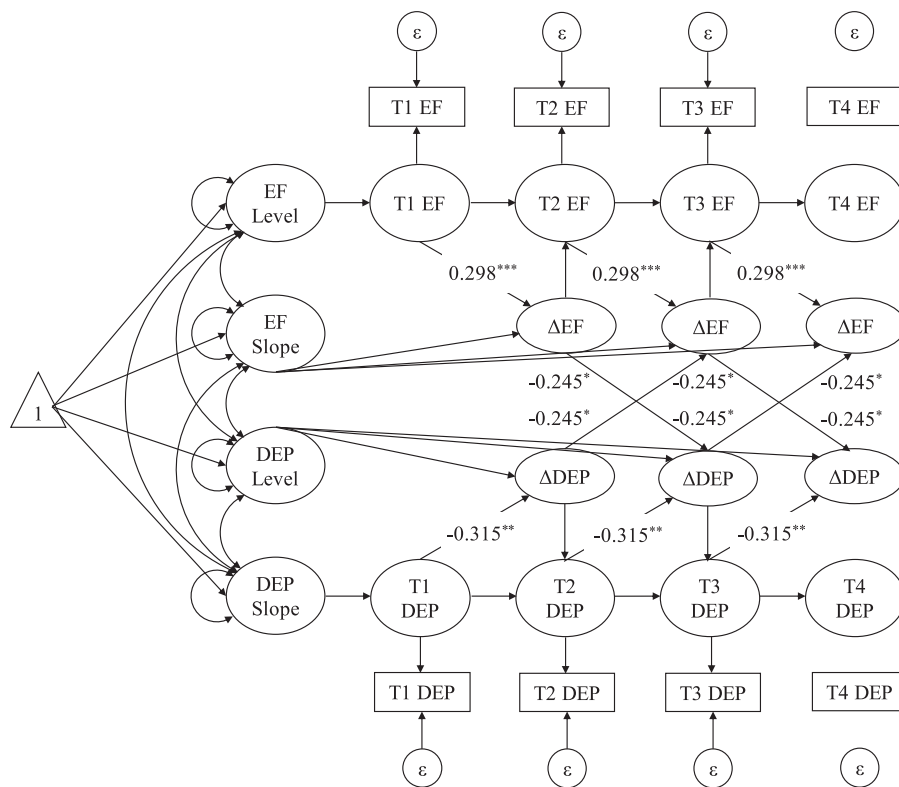 ε ε ε ε
T1 EF T2 EF T3 EF T4 EF
EF
Level
T1 EF T2 EF T3 EF T4 EF
0.298*** 0.298*** 0.298***
EF
Slope
ΔEF ΔEF ΔEF
-0.245* -0.245*
1
-0.245* -0.245* -0.245*
DEP
Level
ΔDEP ΔDEP ΔDEP
-0.315** -0.315** -0.315**
DEP
Slope
T1
DEP
T2
DEP
T3
DEP
T4
DEP
T1 DEP T2 DEP T3 DEP T4 DEP
ε ε ε ε